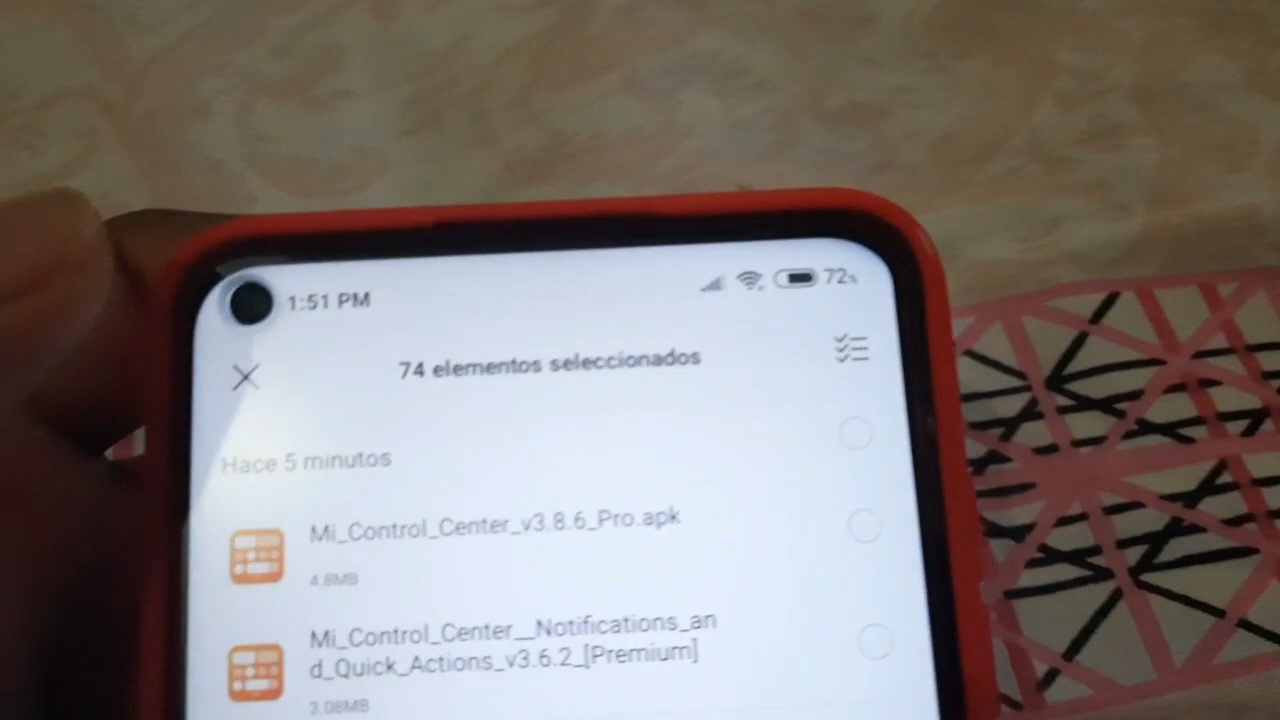 1:51 PM
72%
74 elementos seleccionados
Hace 5 minutos
Mi_Control_Center_v3.8.6_Pro.apk
4.8MB
Mi_Control_Center__Notifications_an
d_Quick_Actions_v3.6.2_[Premium]
3.08MB